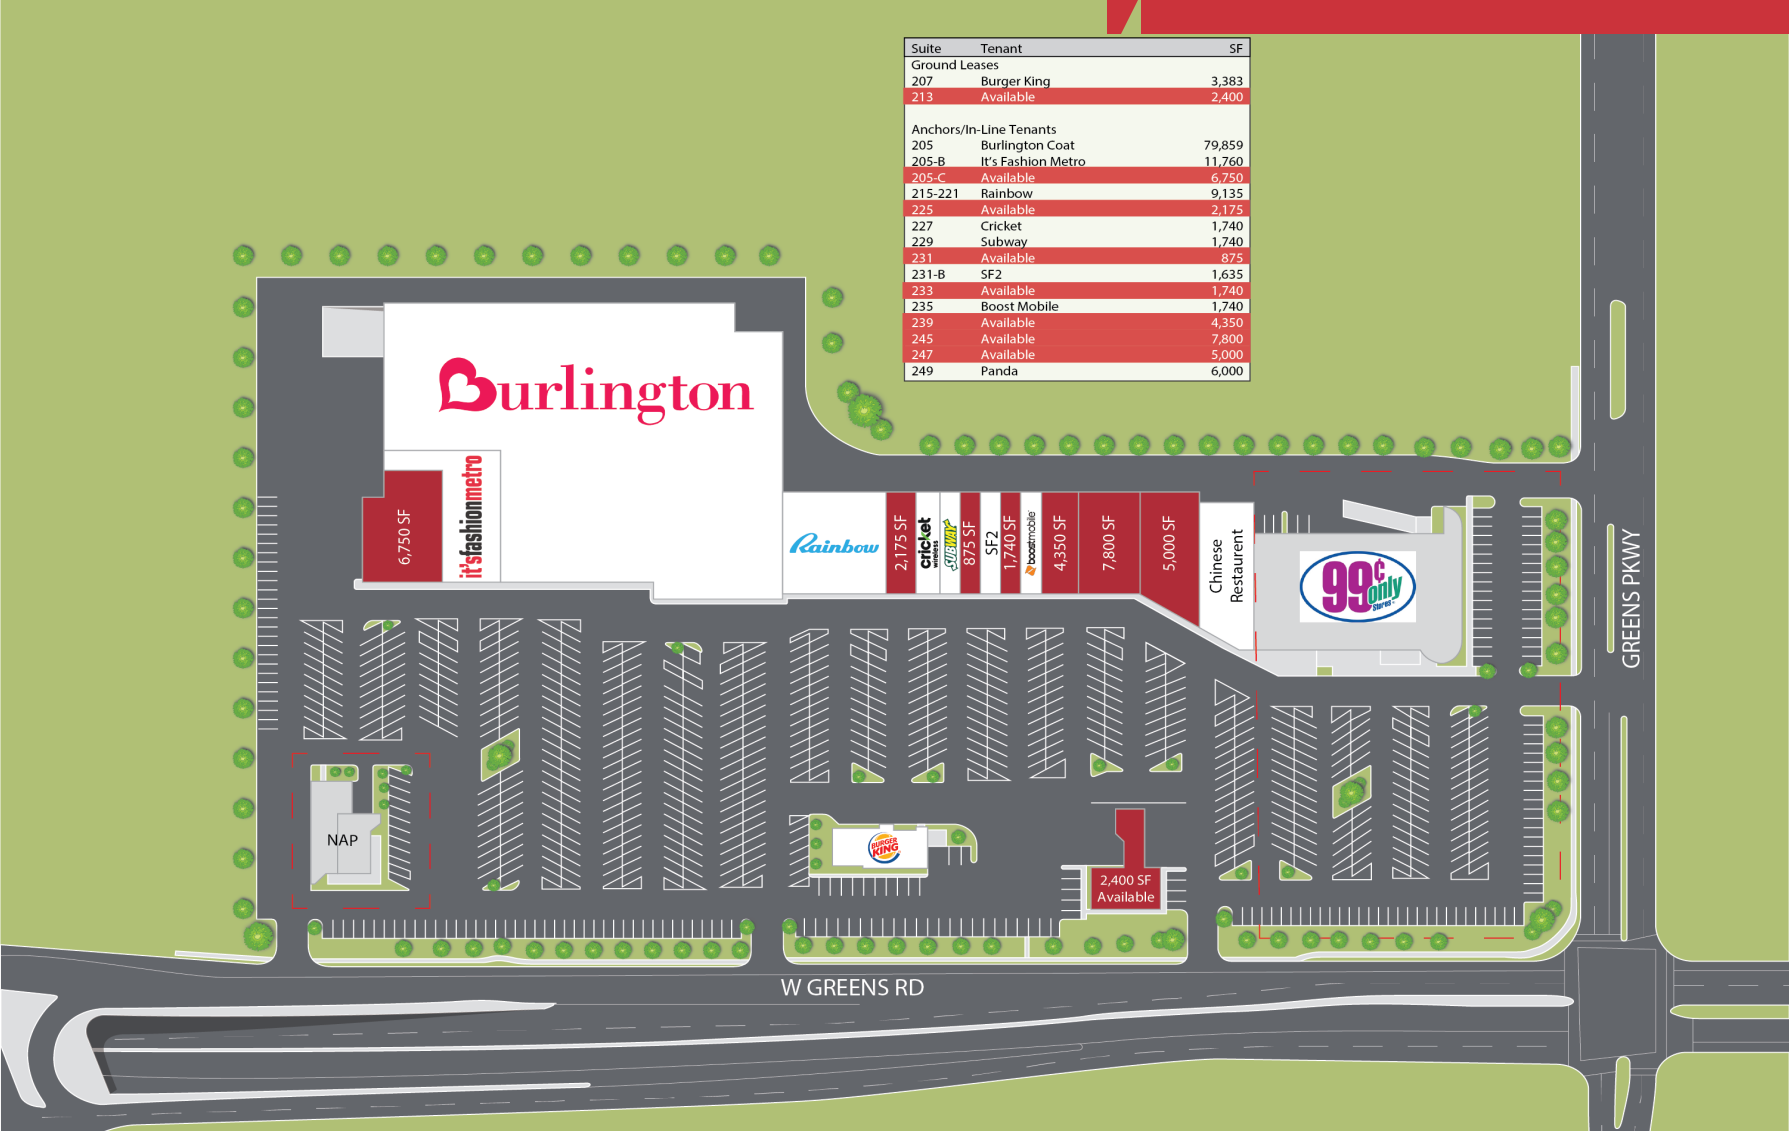 Suite Tenant SF
Ground Leases
207 Burger King 3,383
213 Available 2,400
Anchors/In-Line Tenants
205 Burlington Coat 79,859
205-B It's Fashion Metro 11,760
205-C Available 6,750
215-221 Rainbow 9,135
225 Available 2,175
227 Cricket 1,740
229 Subway 1,740
231 Available 875
231-B SF2 1,635
233 Available 1,740
235 Boost Mobile 1,740
239 Available 4,350
245 Available 7,800
247 Available 5,000
249 Panda 6,000
Burlington
6,750 SF
it'sfashionmetro
Rainbow
2,175 SF
cricket
wireless
SUBWAY
875 SF
SF2
1,740 SF
boostmobile
4,350 SF
7,800 SF
5,000 SF
Chinese
Restaurent
99¢
only
Stores
GREENS PKWY
NAP
BURGER
KING
2,400 SF
Available
W GREENS RD